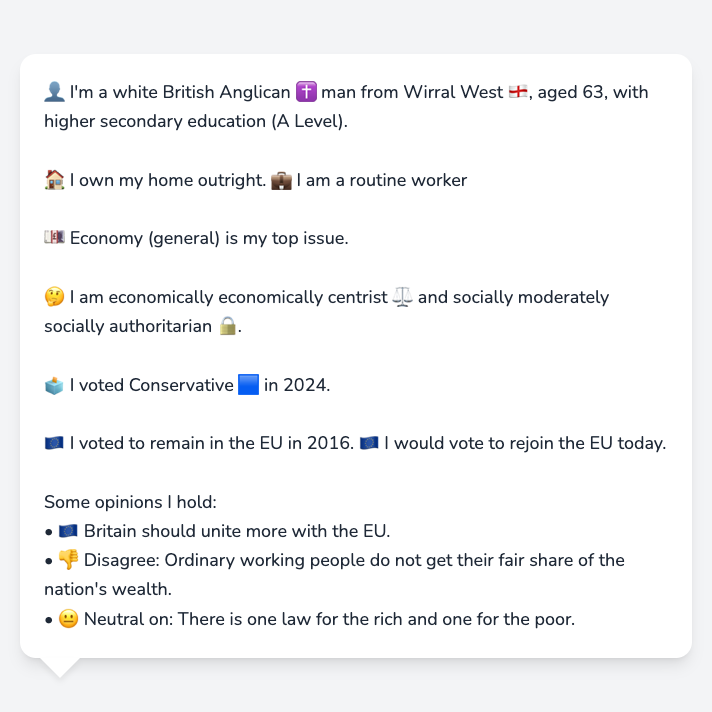 👤 I'm a white British Anglican ✝️ man from Wirral West 🏴󠁧󠁢󠁥󠁮󠁧󠁿, aged 63, with
higher secondary education (A Level).
🏠 I own my home outright. 💼 I am a routine worker
💷 Economy (general) is my top issue.
🤔 I am economically economically centrist ⚖️ and socially moderately
socially authoritarian 🔒.
🗳️ I voted Conservative 🟦 in 2024.
🇪🇺 I voted to remain in the EU in 2016. 🇪🇺 I would vote to rejoin the EU today.
Some opinions I hold:
• 🇪🇺 Britain should unite more with the EU.
• 👎 Disagree: Ordinary working people do not get their fair share of the
nation's wealth.
• 😐 Neutral on: There is one law for the rich and one for the poor.